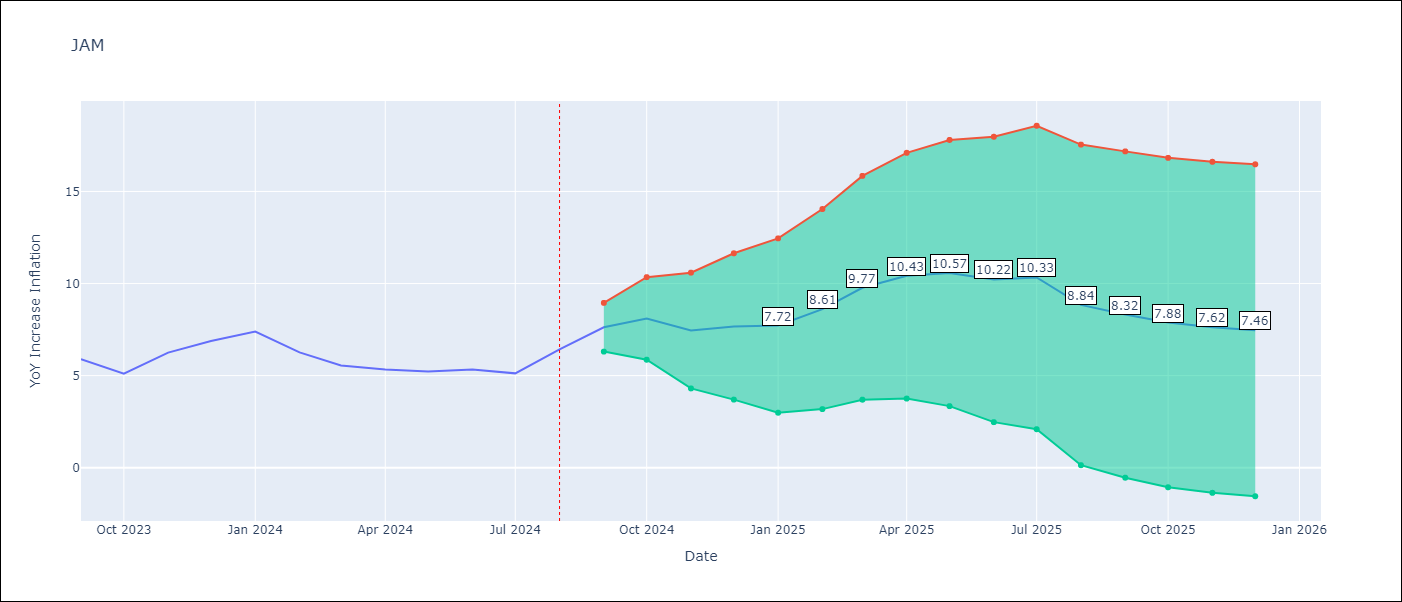 JAM
YoY Increase Inflation
15
10
5
0
7.72
8.61
9.77
10.43
10.57
10.22
10.33
8.84
8.32
7.88
7.62
7.46
Oct 2023
Jan 2024
Apr 2024
Jul 2024
Oct 2024
Jan 2025
Apr 2025
Jul 2025
Oct 2025
Jan 2026
Date